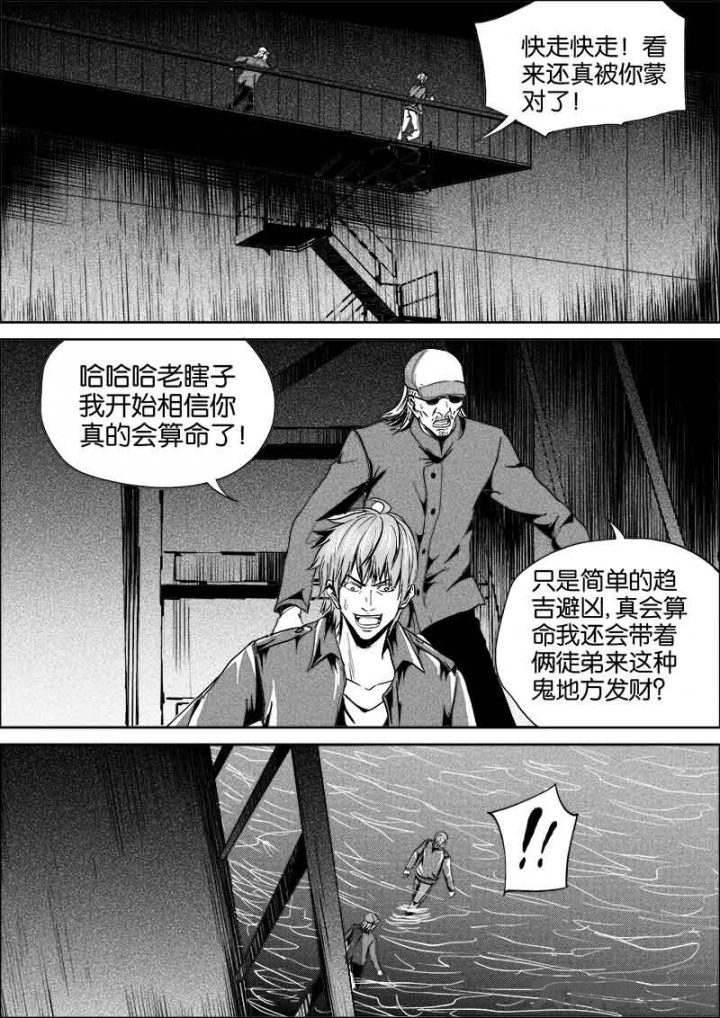 快走快走！看
来还真被你蒙
对了！
哈哈哈老瞎子
我开始相信你
真的会算命了！
只是简单的趋
吉避凶,真会算
命我还会带着
俩徒弟来这种
鬼地方发财？
!!